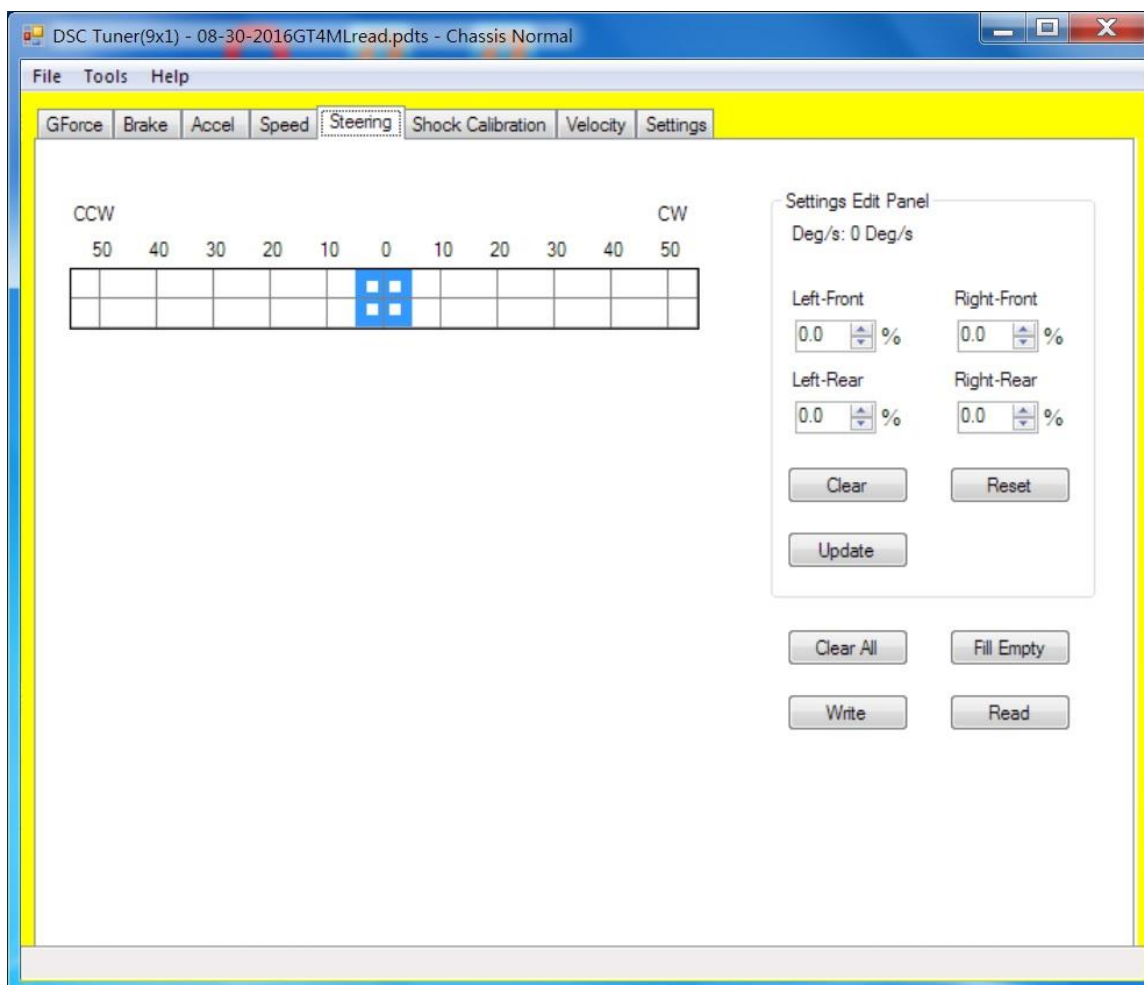 DSC Tuner(9x1) - 08-30-2016GT4MLread.pdts - Chassis Normal
File Tools Help
GForce Brake Accel Speed Steering Shock Calibration Velocity Settings
CCW CW
50 40 30 20 10 0 10 20 30 40 50
Settings Edit Panel
Deg/s: 0 Deg/s
Left-Front Right-Front
0.0 % 0.0 %
Left-Rear Right-Rear
0.0 % 0.0 %
Clear Reset
Update
Clear All Fill Empty
Write Read